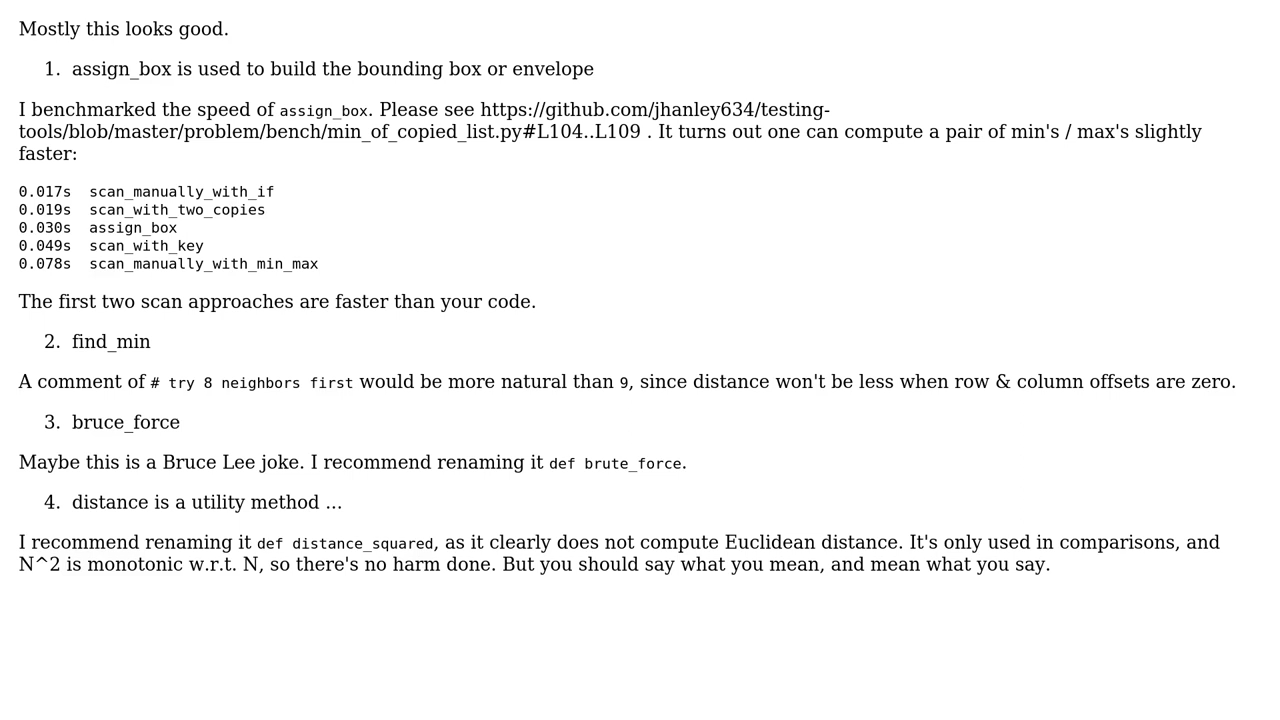 Mostly this looks good.
1. assign_box is used to build the bounding box or envelope
I benchmarked the speed of assign_box. Please see https://github.com/jhanley634/testing-
tools/blob/master/problem/bench/min_of_copied_list.py#L104..L109 . It turns out one can compute a pair of min's / max's slightly
faster:
0.017s  scan_manually_with_if
0.019s  scan_with_two_copies
0.030s  assign_box
0.049s  scan_with_key
0.078s  scan_manually_with_min_max
The first two scan approaches are faster than your code.
2. find_min
A comment of # try 8 neighbors first would be more natural than 9, since distance won't be less when row & column offsets are zero.
3. bruce_force
Maybe this is a Bruce Lee joke. I recommend renaming it def brute_force.
4. distance is a utility method ...
I recommend renaming it def distance_squared, as it clearly does not compute Euclidean distance. It's only used in comparisons, and
N^2 is monotonic w.r.t. N, so there's no harm done. But you should say what you mean, and mean what you say.